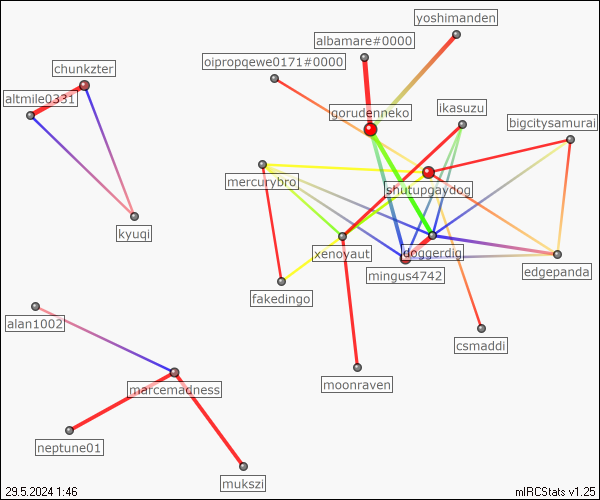 yoshimanden
albamare#0000
oipropqewe0171#0000
chunkzter
altmile0331
gorudenneko
ikasuzu
bigcitysamurai
mercurybro
shutupgaydog
kyuqi
xenoyaut
doggerdig
mingus4742
edgepanda
fakedingo
alan1002
csmaddi
moonraven
marcemadness
neptune01
mukszi
29.5.2024 1:46
mIRCStats v1.25